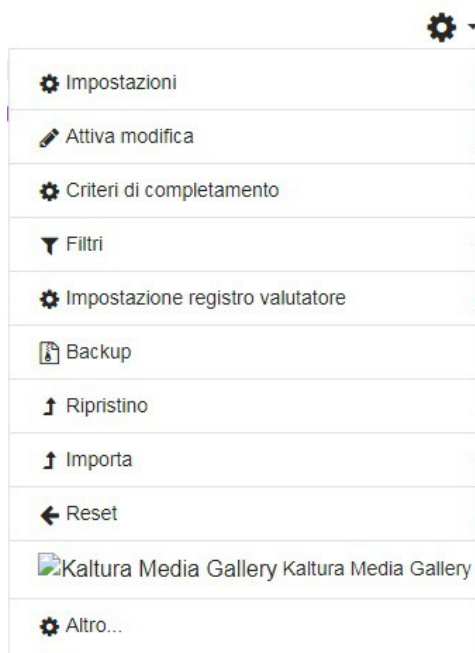 Impostazioni
Attiva modifica
Criteri di completamento
Filtri
Impostazione registro valutatore
Backup
Ripristino
Importa
Reset
Kaltura Media Gallery Kaltura Media Gallery
Altro...